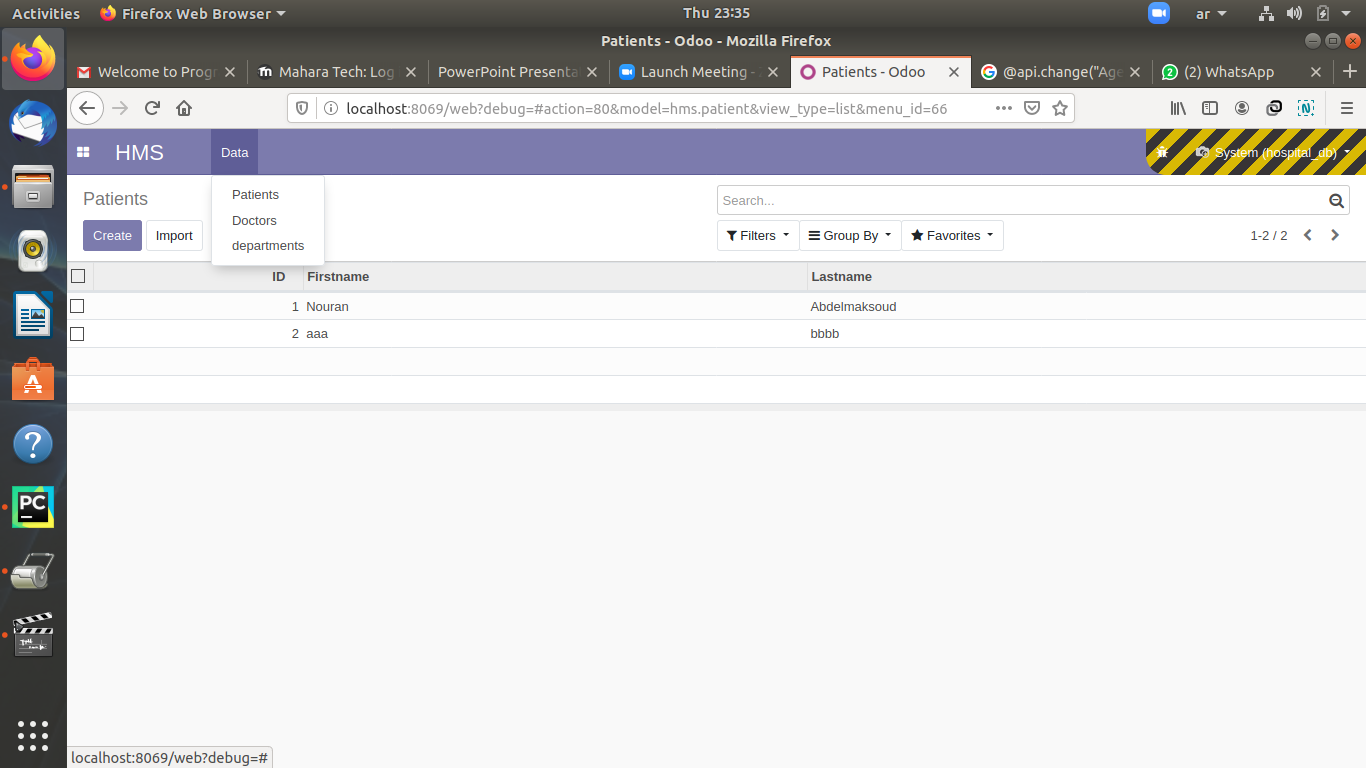 Activities Firefox Web Browser Thu 23:35 ar
Patients - Odoo - Mozilla Firefox
Welcome to Progr Mahara Tech: Log PowerPoint Presenta Launch Meeting - Patients - Odoo @api.change("Age (2) WhatsApp
localhost:8069/web?debug=#action=80&model=hms.patient&view_type=list&menu_id=66
HMS Data System (hospital_db)
Patients
Doctors
departments
Patients Search...
Create Import Filters Group By Favorites 1-2 / 2
ID Firstname Lastname
1 Nouran Abdelmaksoud
2 aaa bbbb
PC
localhost:8069/web?debug=#